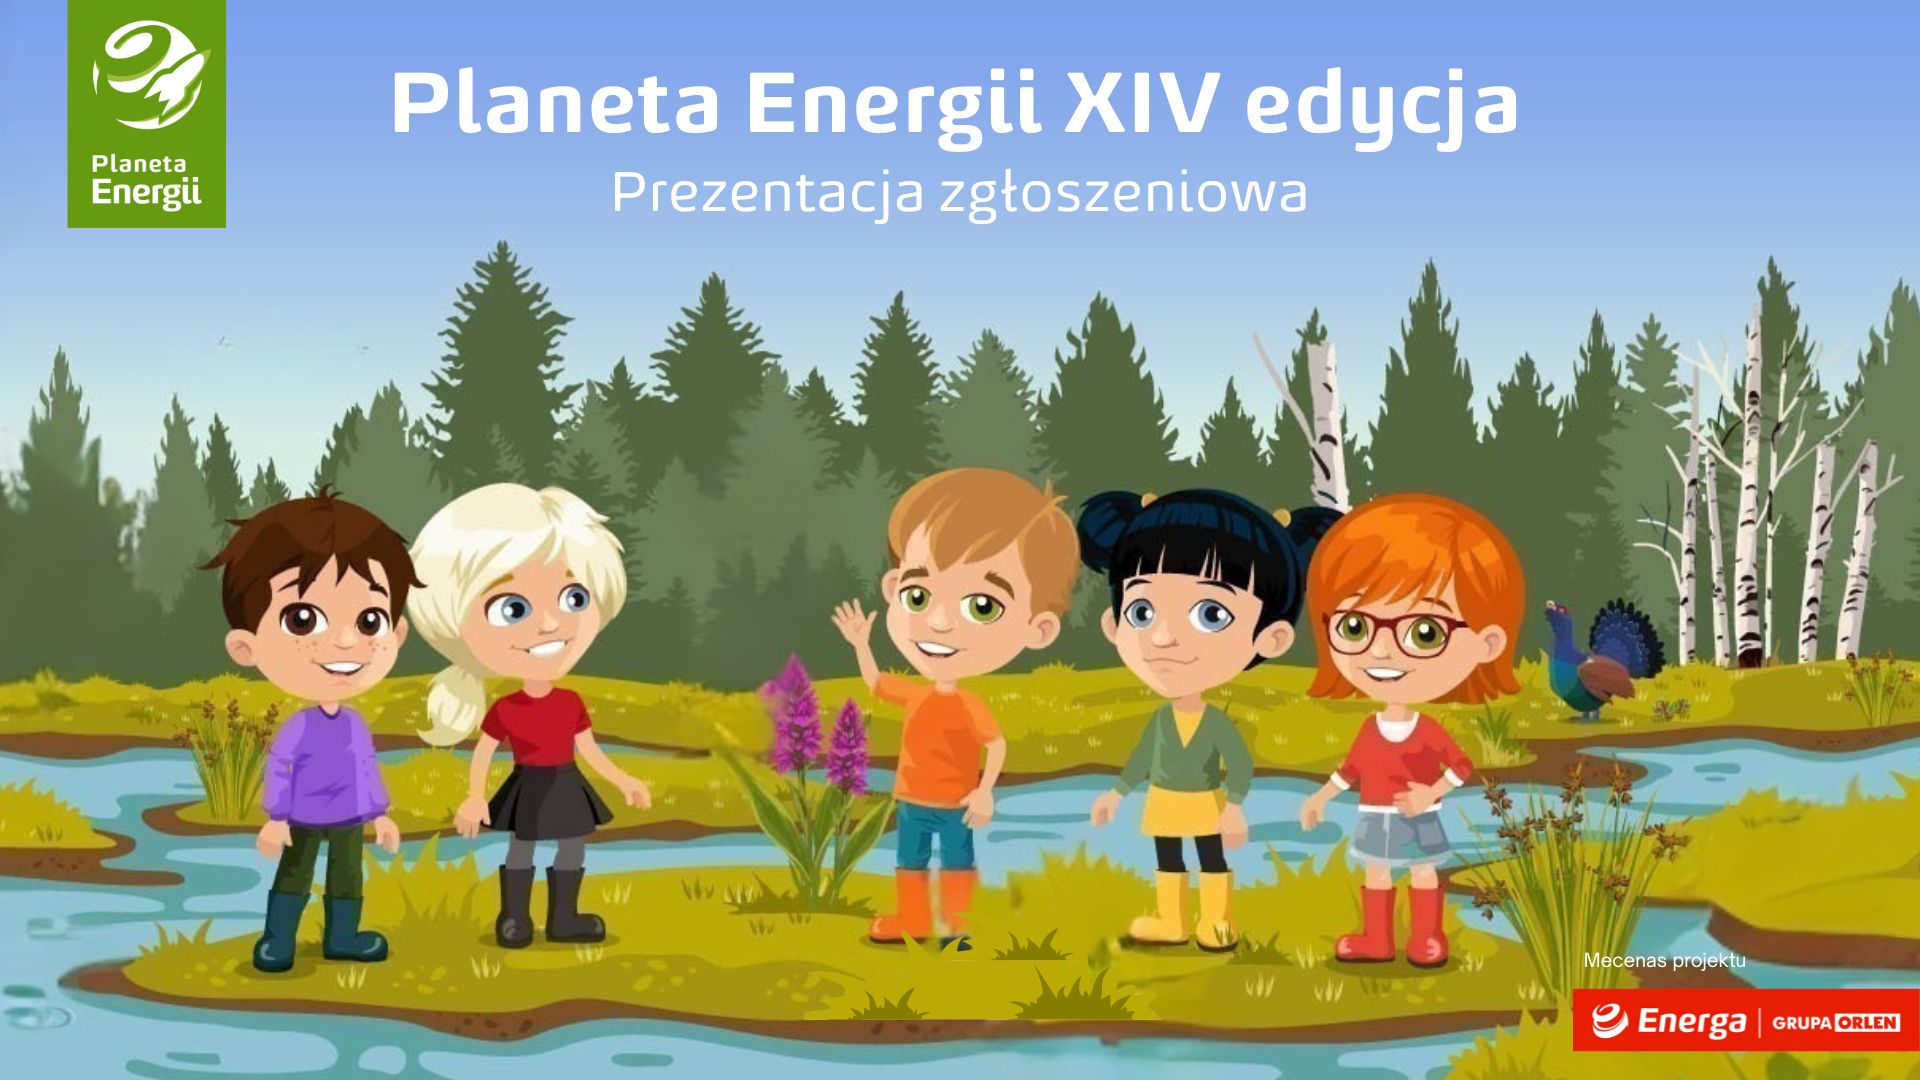 Planeta
Energii
Planeta Energii XIV edycja
Prezentacja zgłoszeniowa
Mecenas projektu
Energa | GRUPA ORLEN